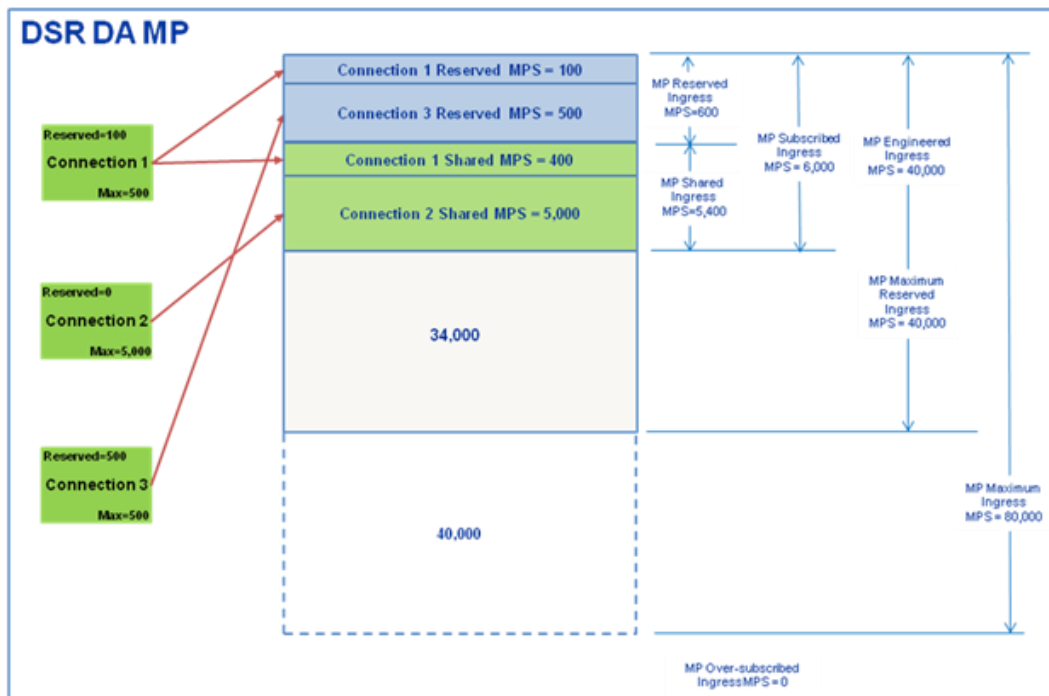 DSR DA MP
Reserved=100
Connection 1
Max=500
Reserved=0
Connection 2
Max=5,000
Reserved=500
Connection 3
Max=500
Connection 1 Reserved MPS = 100
Connection 3 Reserved MPS = 500
Connection 1 Shared MPS = 400
Connection 2 Shared MPS = 5,000
34,000
40,000
MP Reserved
Ingress
MPS=600
MP Shared
Ingress
MPS=5,400
MP Subscribed
Ingress
MPS = 6,000
MP Engineered
Ingress
MPS = 40,000
MP Maximum
Reserved
Ingress
MPS = 40,000
MP Maximum
Ingress
MPS = 80,000
MP Over-subscribed
Ingress MPS = 0